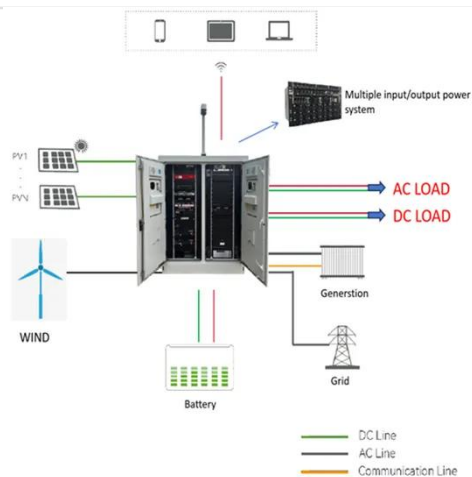 Multiple input/output power
system
PV1
PVN
AC LOAD
DC LOAD
WIND
Generstion
Grid
Battery
DC Line
AC Line
Communication Line